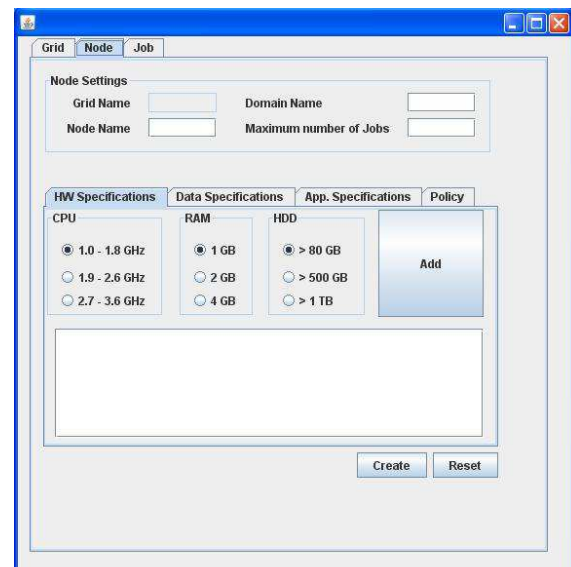 Grid Node Job
Node Settings
Grid Name Domain Name
Node Name Maximum number of Jobs
HW Specifications Data Specifications App. Specifications Policy
CPU RAM HDD
1.0 - 1.8 GHz 1 GB > 80 GB
Add
1.9 - 2.6 GHz 2 GB > 500 GB
2.7 - 3.6 GHz 4 GB > 1 TB
Create Reset